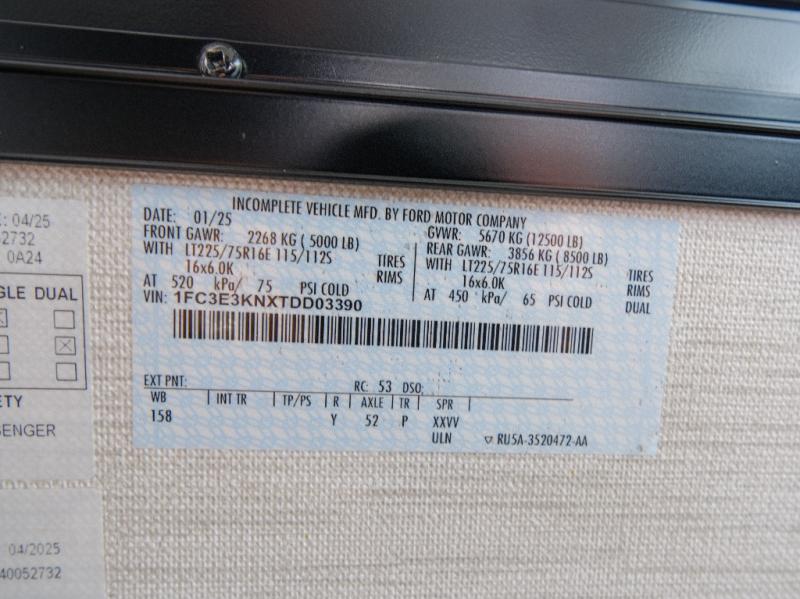 : 04/25
52732
0A24
GLE DUAL
ETY
SENGER
04/2025
40052732
INCOMPLETE VEHICLE MFD. BY FORD MOTOR COMPANY
DATE: 01/25 GVWR: 5670 KG (12500 LB)
FRONT GAWR: 2268 KG ( 5000 LB) REAR GAWR: 3856 KG ( 8500 LB)
WITH LT225/75R16E 115/112S TIRES WITH LT225/75R16E 115/112S TIRES
16x6.0K RIMS 16x6.0K RIMS
AT 520 kPa/ 75 PSI COLD AT 450 kPa/ 65 PSI COLD DUAL
VIN: 1FC3E3KNXTDD03390
EXT PNT: RC: 53 DSO:
WB INT TR TP/PS R AXLE TR SPR
158 Y 52 P XXVV
ULN RU5A-3520472-AA